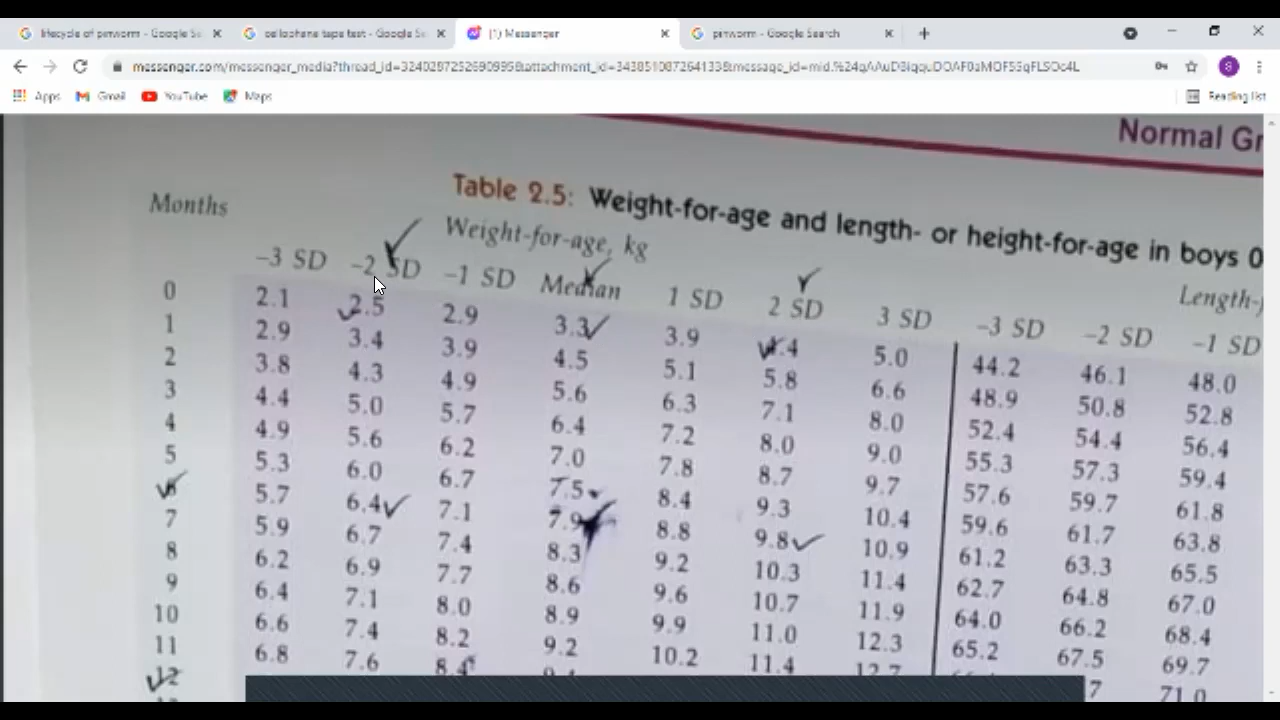 lifecycle of pinworm - Google Se
cellophane tape test - Google Se
(1) Messenger
pinworm - Google Search
Apps Gmail YouTube Maps Reading list
Normal Gr
Table 2.5: Weight-for-age and length- or height-for-age in boys 0
Months Weight-for-age, kg Length-
-3 SD -2 SD -1 SD Median 1 SD 2 SD 3 SD -3 SD -2 SD -1 SD
0 2.1 2.5 2.9 3.3 3.9 4.4 5.0 44.2 46.1 48.0
1 2.9 3.4 3.9 4.5 5.1 5.8 6.6 48.9 50.8 52.8
2 3.8 4.3 4.9 5.6 6.3 7.1 8.0 52.4 54.4 56.4
3 4.4 5.0 5.7 6.4 7.2 8.0 9.0 55.3 57.3 59.4
4 4.9 5.6 6.2 7.0 7.8 8.7 9.7 57.6 59.7 61.8
5 5.3 6.0 6.7 7.5 8.4 9.3 10.4 59.6 61.7 63.8
6 5.7 6.4 7.1 7.9 8.8 9.8 10.9 61.2 63.3 65.5
7 5.9 6.7 7.4 8.3 9.2 10.3 11.4 62.7 64.8 67.0
8 6.2 6.9 7.7 8.6 9.6 10.7 11.9 64.0 66.2 68.4
9 6.4 7.1 8.0 8.9 9.9 11.0 12.3 65.2 67.5 69.7
10 6.6 7.4 8.2 9.2 10.2 11.4 12.7 7 71.0
11 6.8 7.6 8.4
12